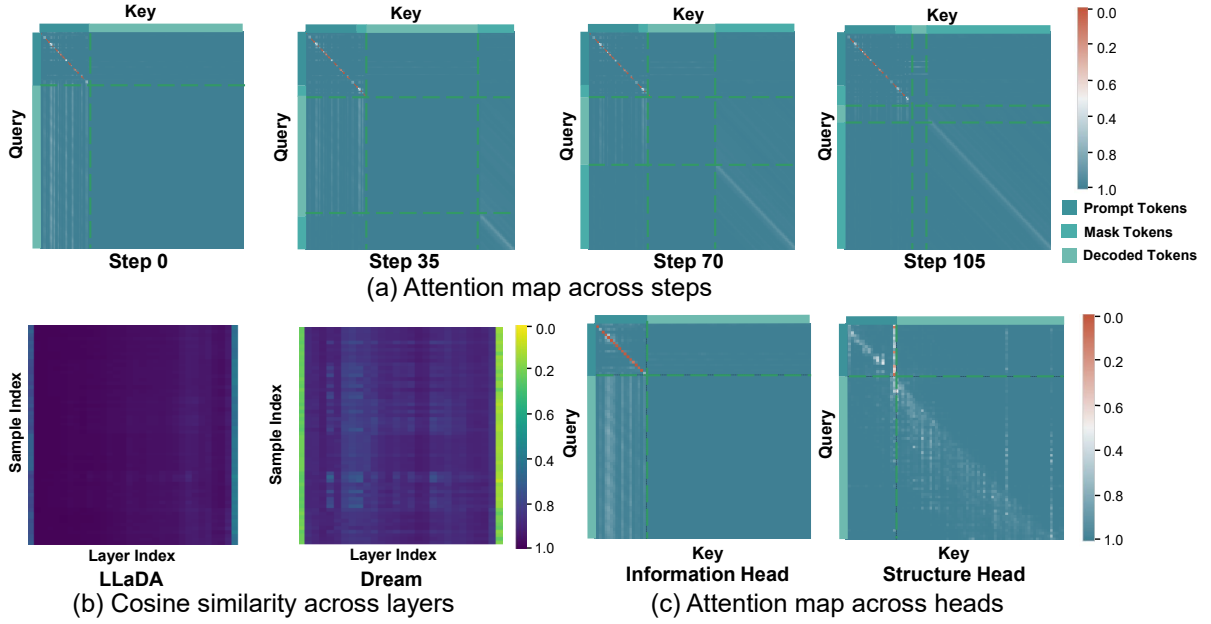 Key
Key
Key
Key
Query
Query
Query
Query
0.0
0.2
0.4
0.6
0.8
1.0
Prompt Tokens
Mask Tokens
Decoded Tokens
Step 0
Step 35
Step 70
Step 105
(a) Attention map across steps
Sample Index
Sample Index
0.0
0.2
0.4
0.6
0.8
1.0
Query
Query
0.0
0.2
0.4
0.6
0.8
1.0
Layer Index
LLaDA
Layer Index
Dream
(b) Cosine similarity across layers
Key
Information Head
Key
Structure Head
(c) Attention map across heads